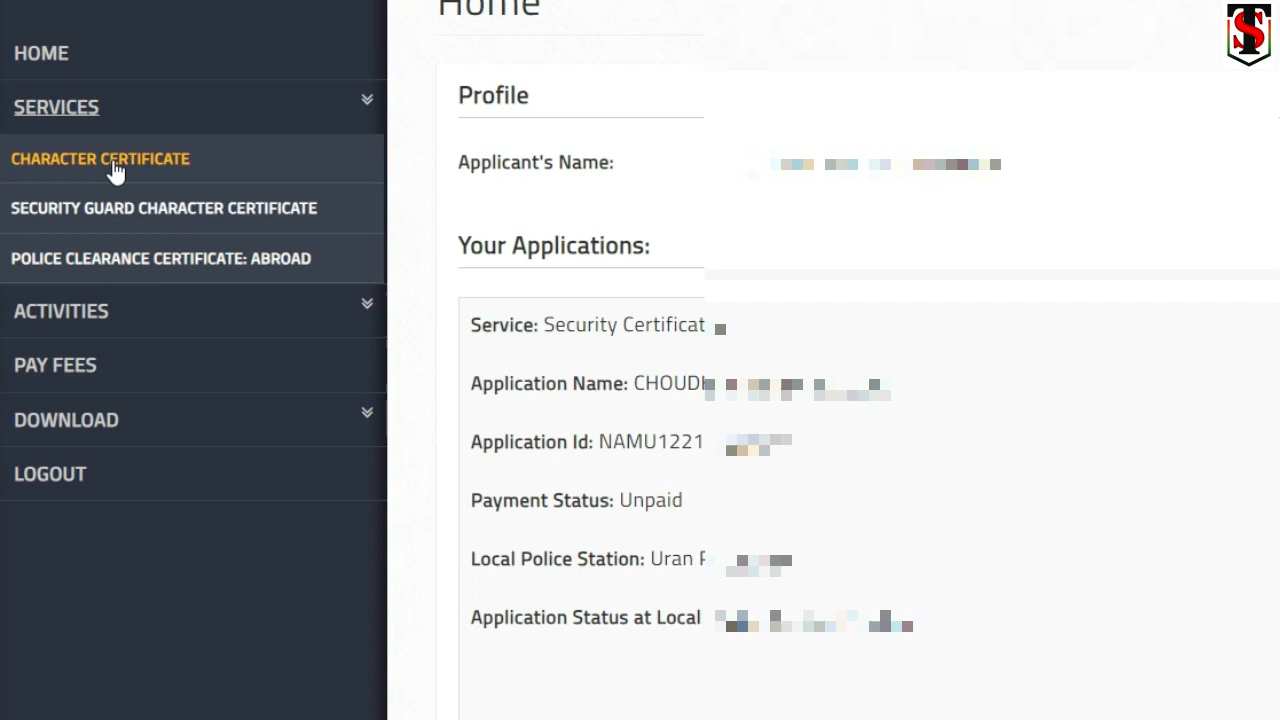 Home
HOME
SERVICES
CHARACTER CERTIFICATE
SECURITY GUARD CHARACTER CERTIFICATE
POLICE CLEARANCE CERTIFICATE: ABROAD
ACTIVITIES
PAY FEES
DOWNLOAD
LOGOUT
Profile
Applicant's Name:
Your Applications:
Service: Security Certificat
Application Name: CHOUDH
Application Id: NAMU1221
Payment Status: Unpaid
Local Police Station: Uran P
Application Status at Local
TS